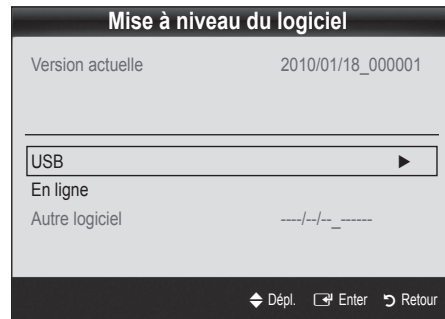 Mise à niveau du logiciel
Version actuelle 2010/01/18_000001
USB ►
En ligne
Autre logiciel ----/--/--_------
Dépl. Enter Retour